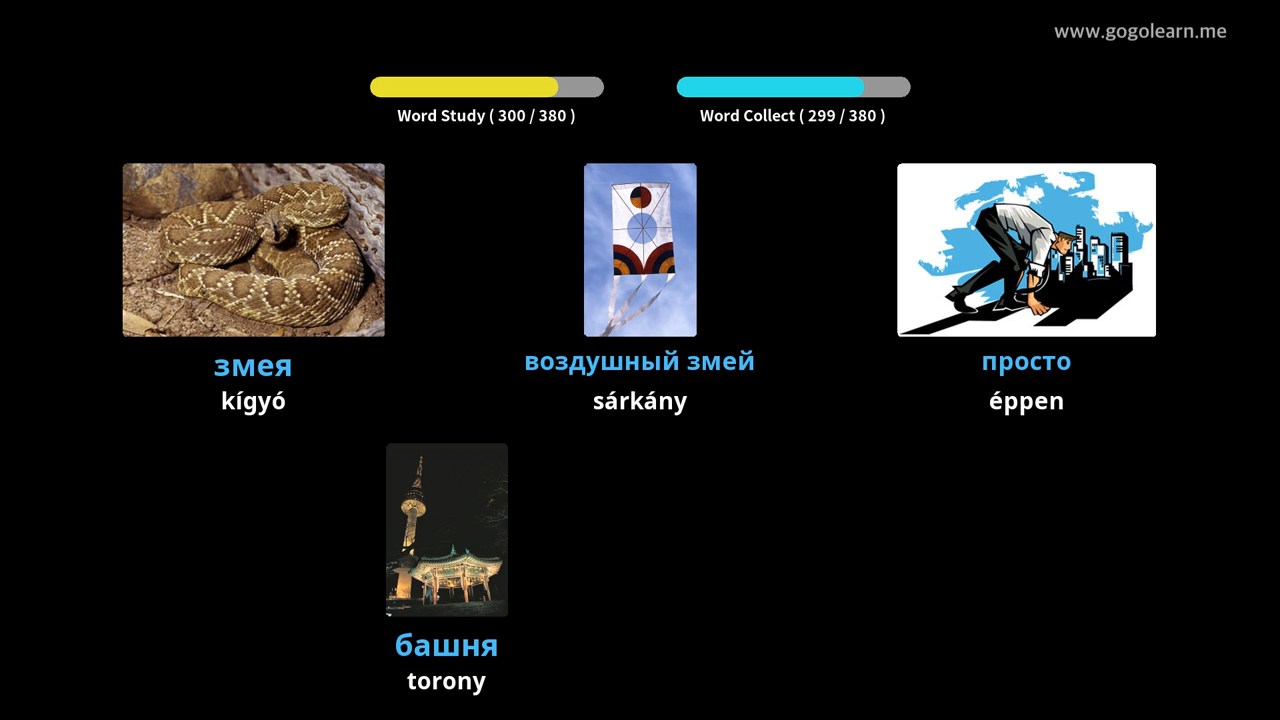 www.gogolearn.me
Word Study ( 300 / 380 )
Word Collect ( 299 / 380 )
змея
kígyó
воздушный змей
sárkány
просто
éppen
башня
torony